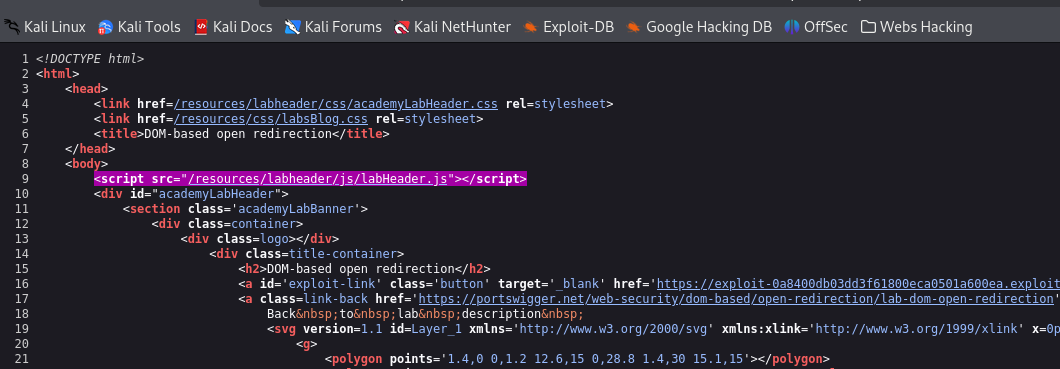 Kali Linux Kali Tools Kali Docs Kali Forums Kali NetHunter Exploit-DB Google Hacking DB OffSec Webs Hacking
1 <!DOCTYPE html>
2 <html>
3 <head>
4 <link href=/resources/labheader/css/academyLabHeader.css rel=stylesheet>
5 <link href=/resources/css/labsBlog.css rel=stylesheet>
6 <title>DOM-based open redirection</title>
7 </head>
8 <body>
9 <script src="/resources/labheader/js/labHeader.js"></script>
10 <div id="academyLabHeader">
11 <section class='academyLabBanner'>
12 <div class=container>
13 <div class=logo></div>
14 <div class=title-container>
15 <h2>DOM-based open redirection</h2>
16 <a id='exploit-link' class='button' target='_blank' href='https://exploit-0a8400db03dd3f61800eca0501a600ea.exploit
17 <a class=link-back href='https://portswigger.net/web-security/dom-based/open-redirection/lab-dom-open-redirection'
18 Back&nbsp;to&nbsp;lab&nbsp;description&nbsp;
19 <svg version=1.1 id=Layer_1 xmlns='http://www.w3.org/2000/svg' xmlns:xlink='http://www.w3.org/1999/xlink' x=0p
20 <g>
21 <polygon points='1.4,0 0,1.2 12.6,15 0,28.8 1.4,30 15.1,15'></polygon>